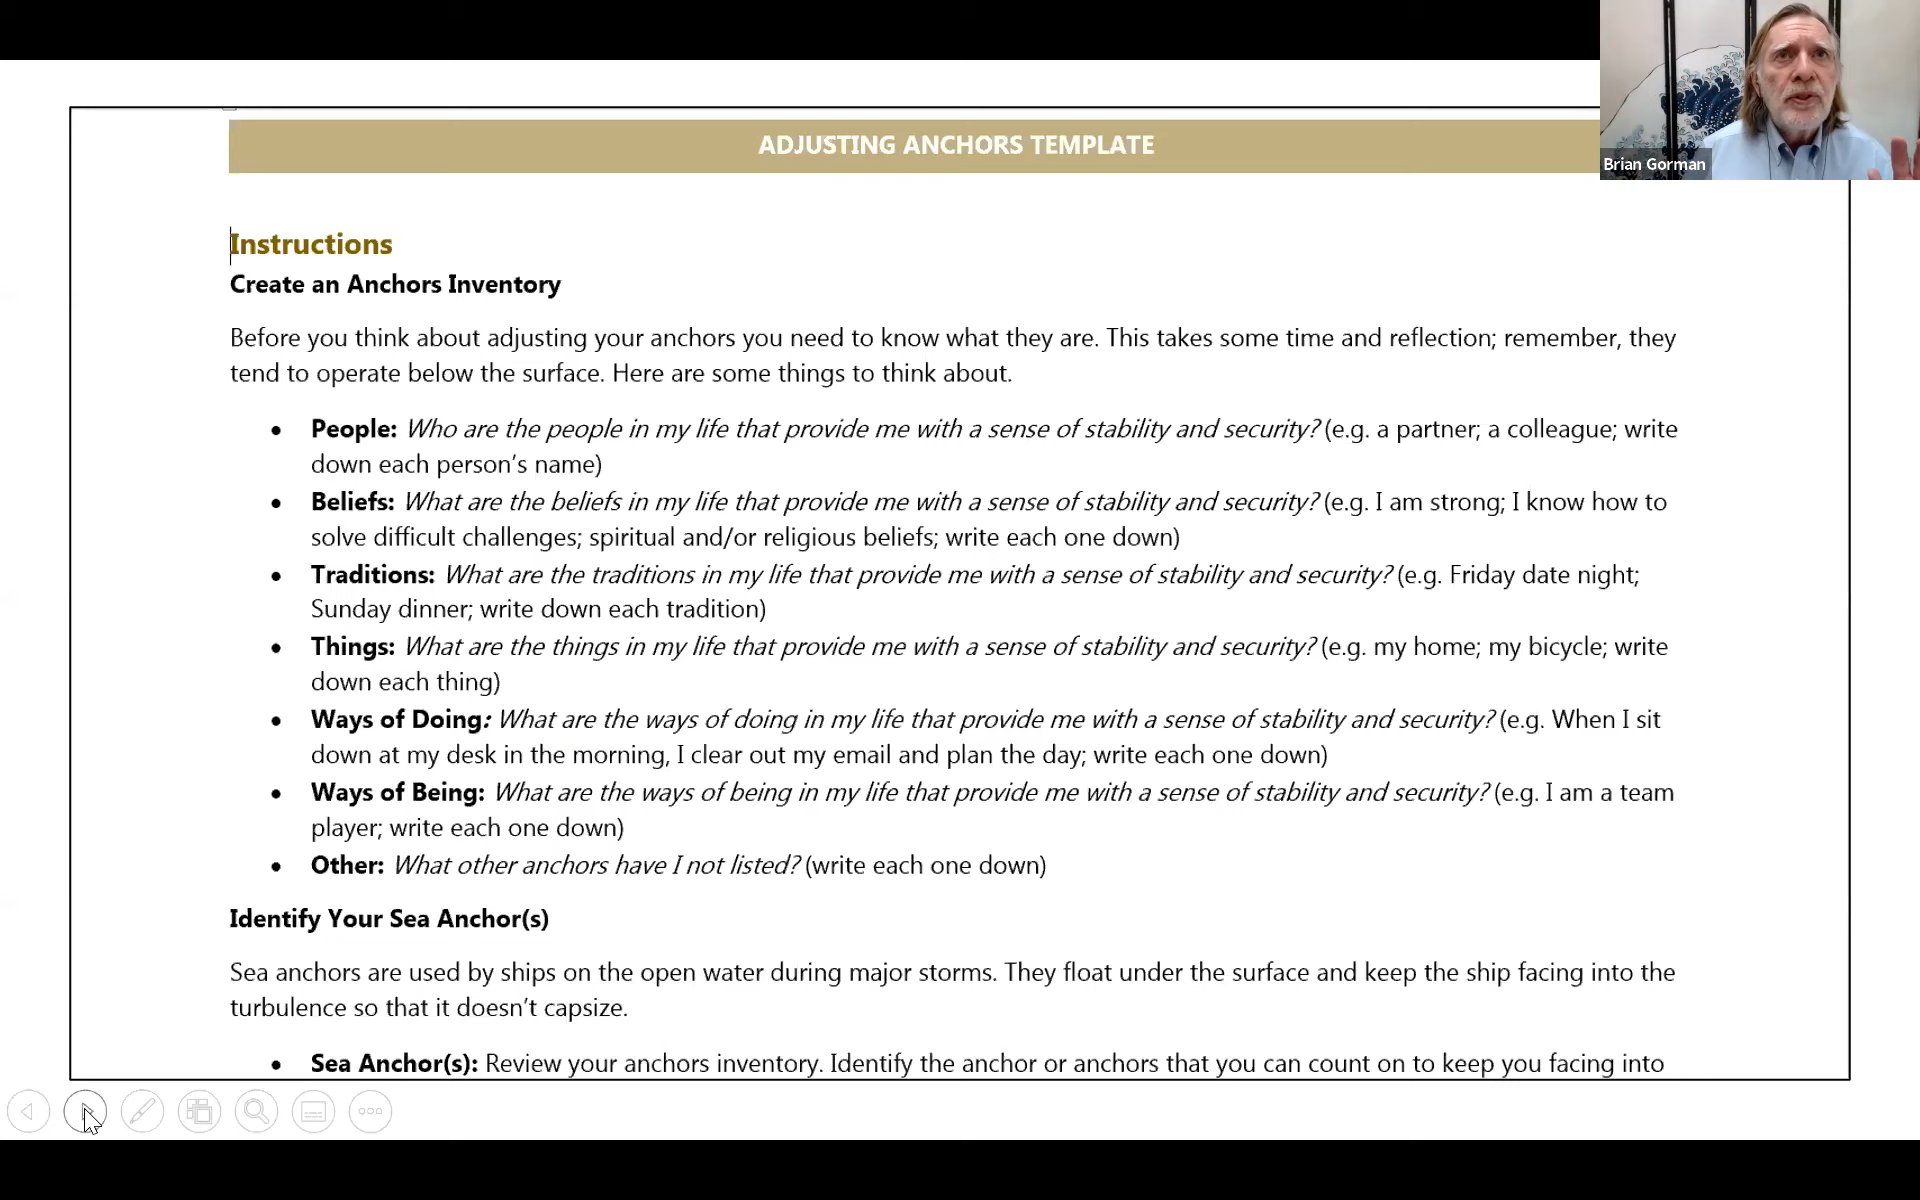 ADJUSTING ANCHORS TEMPLATE
Brian Gorman
Instructions
Create an Anchors Inventory
Before you think about adjusting your anchors you need to know what they are. This takes some time and reflection; remember, they
tend to operate below the surface. Here are some things to think about.
• People: Who are the people in my life that provide me with a sense of stability and security? (e.g. a partner; a colleague; write
down each person’s name)
• Beliefs: What are the beliefs in my life that provide me with a sense of stability and security? (e.g. I am strong; I know how to
solve difficult challenges; spiritual and/or religious beliefs; write each one down)
• Traditions: What are the traditions in my life that provide me with a sense of stability and security? (e.g. Friday date night;
Sunday dinner; write down each tradition)
• Things: What are the things in my life that provide me with a sense of stability and security? (e.g. my home; my bicycle; write
down each thing)
• Ways of Doing: What are the ways of doing in my life that provide me with a sense of stability and security? (e.g. When I sit
down at my desk in the morning, I clear out my email and plan the day; write each one down)
• Ways of Being: What are the ways of being in my life that provide me with a sense of stability and security? (e.g. I am a team
player; write each one down)
• Other: What other anchors have I not listed? (write each one down)
Identify Your Sea Anchor(s)
Sea anchors are used by ships on the open water during major storms. They float under the surface and keep the ship facing into the
turbulence so that it doesn’t capsize.
• Sea Anchor(s): Review your anchors inventory. Identify the anchor or anchors that you can count on to keep you facing into